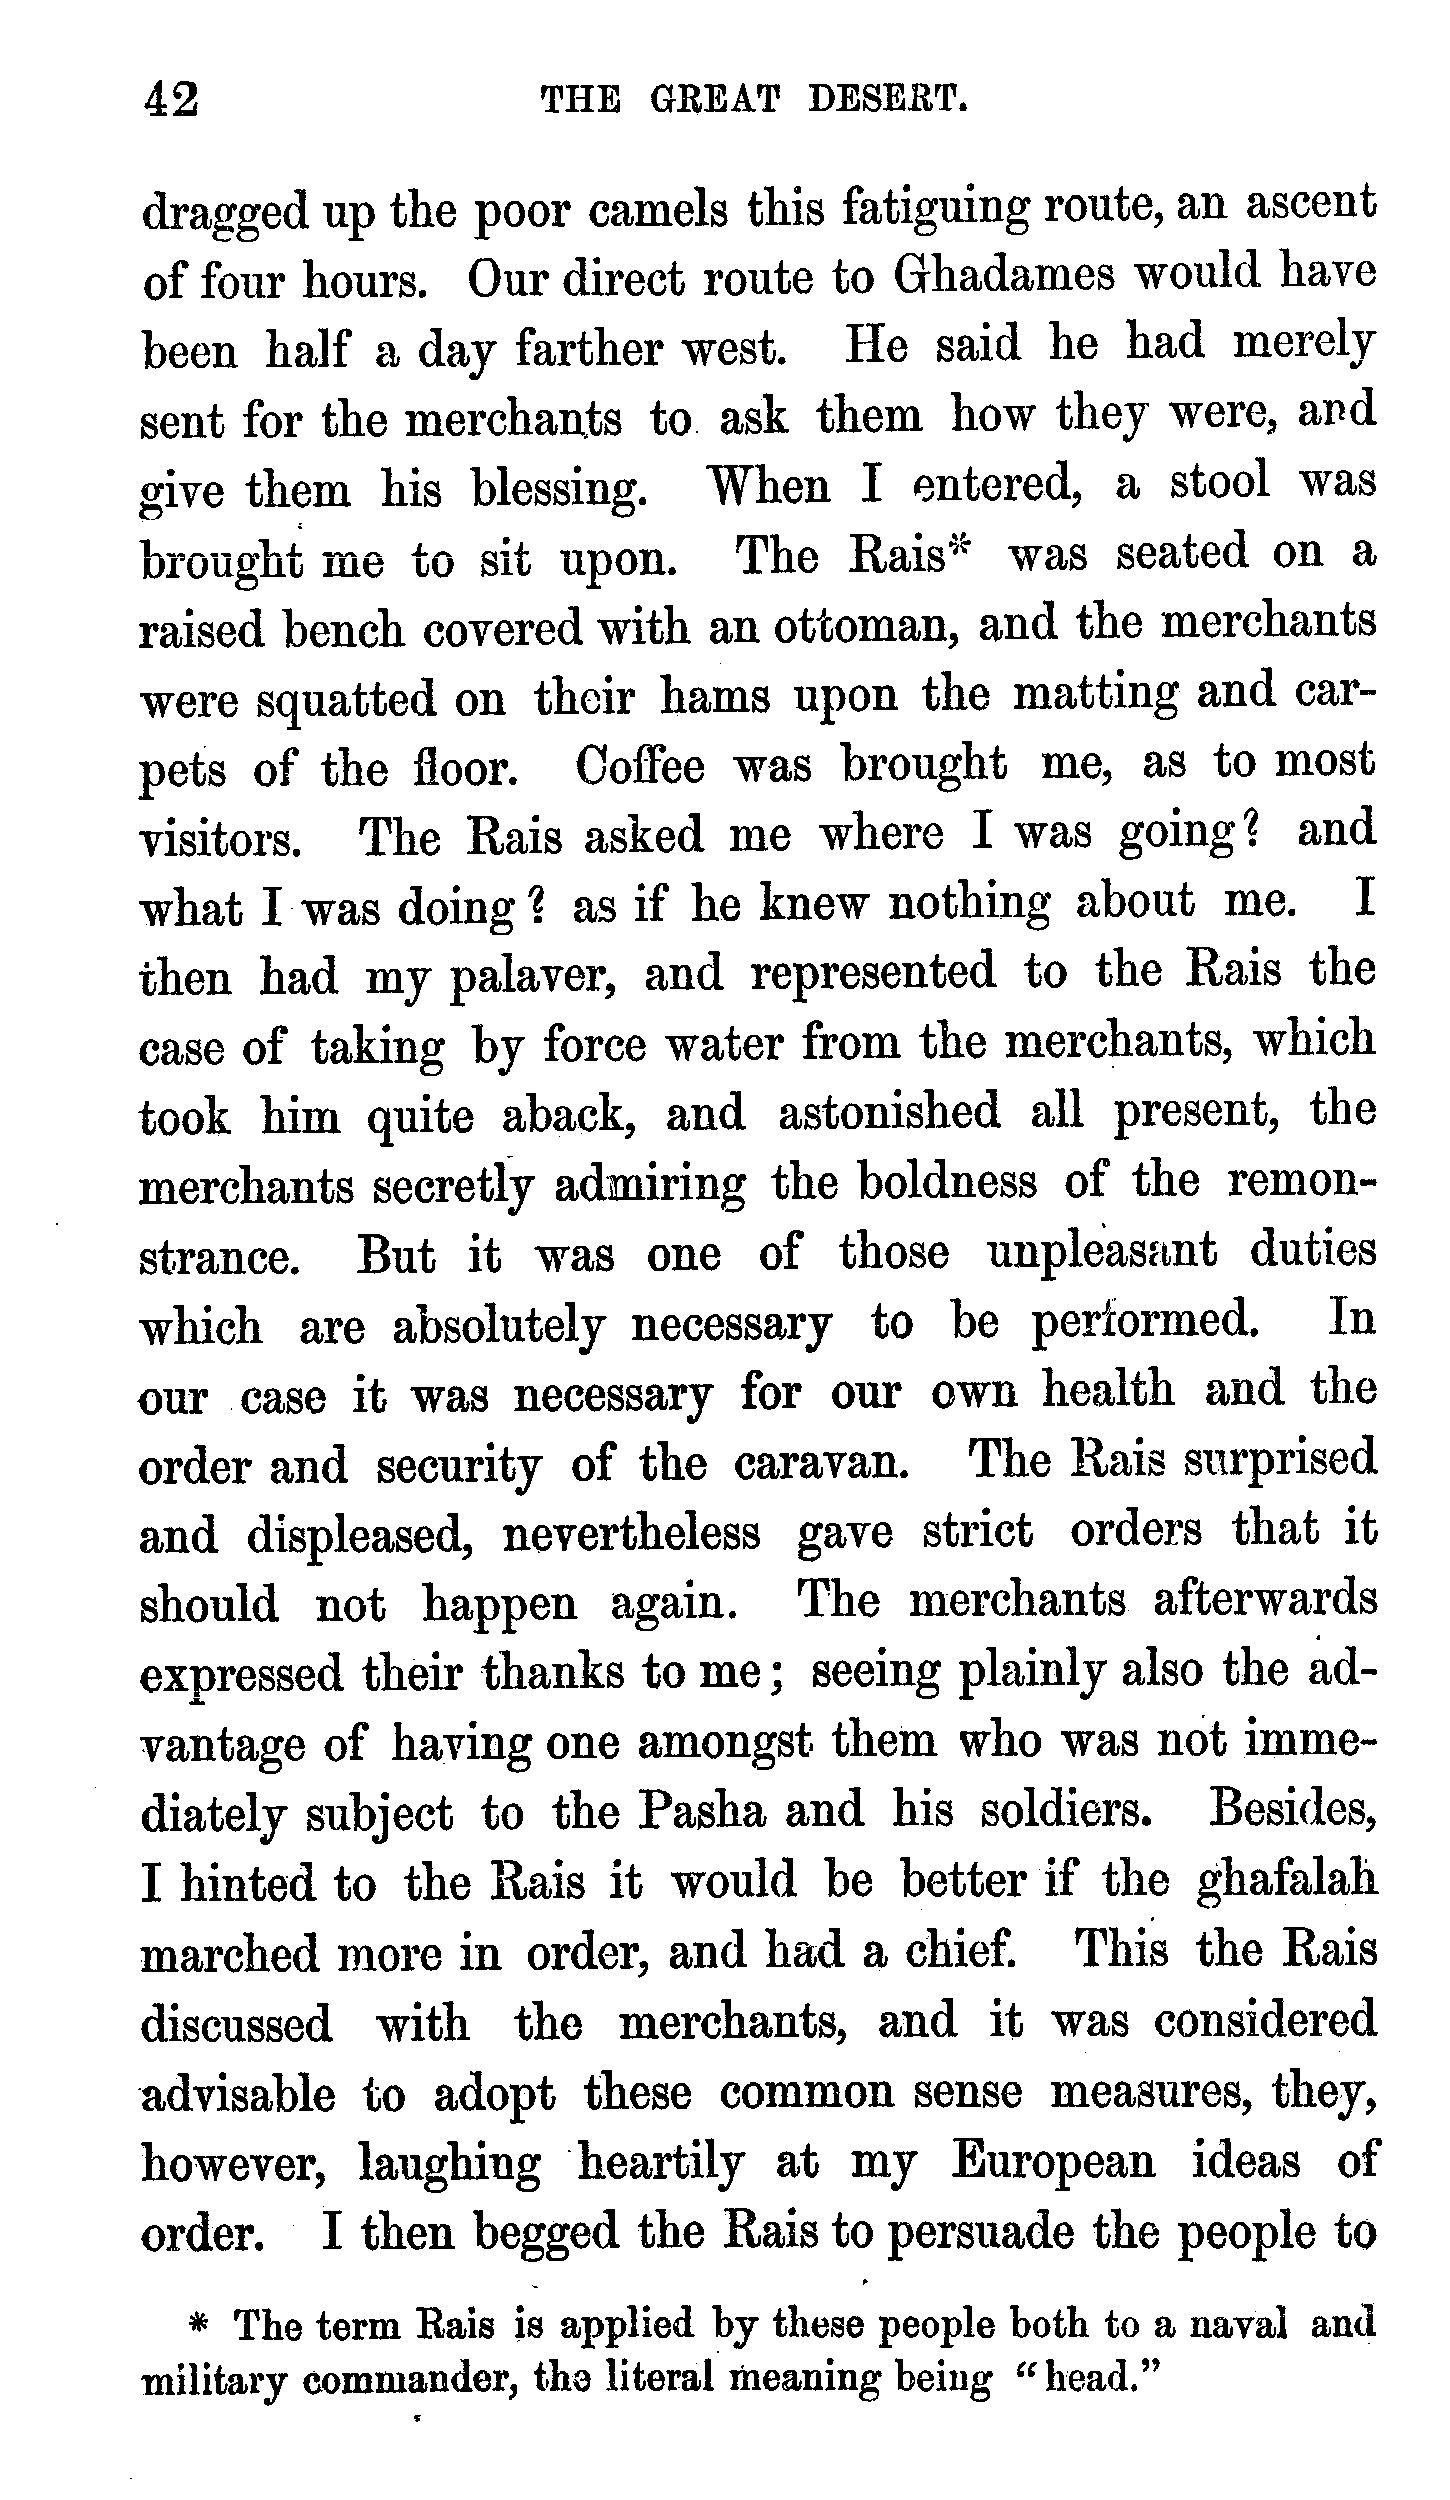 42 THE GREAT DESERT.
dragged up the poor camels this fatiguing route, an ascent
of four hours. Our direct route to Ghadames would have
been half a day farther west. He said he had merely
sent for the merchants to ask them how they were, and
give them his blessing. When I entered, a stool was
brought me to sit upon. The Rais* was seated on a
raised bench covered with an ottoman, and the merchants
were squatted on their hams upon the matting and car-
pets of the floor. Coffee was brought me, as to most
visitors. The Rais asked me where I was going? and
what I was doing? as if he knew nothing about me. I
then had my palaver, and represented to the Rais the
case of taking by force water from the merchants, which
took him quite aback, and astonished all present, the
merchants secretly admiring the boldness of the remon-
strance. But it was one of those unpleasant duties
which are absolutely necessary to be performed. In
our case it was necessary for our own health and the
order and security of the caravan. The Rais surprised
and displeased, nevertheless gave strict orders that it
should not happen again. The merchants afterwards
expressed their thanks to me; seeing plainly also the ad-
vantage of having one amongst them who was not imme-
diately subject to the Pasha and his soldiers. Besides,
I hinted to the Rais it would be better if the ghafalah
marched more in order, and had a chief. This the Rais
discussed with the merchants, and it was considered
advisable to adopt these common sense measures, they,
however, laughing heartily at my European ideas of
order. I then begged the Rais to persuade the people to
* The term Rais is applied by these people both to a naval and
military commander, the literal meaning being "head."